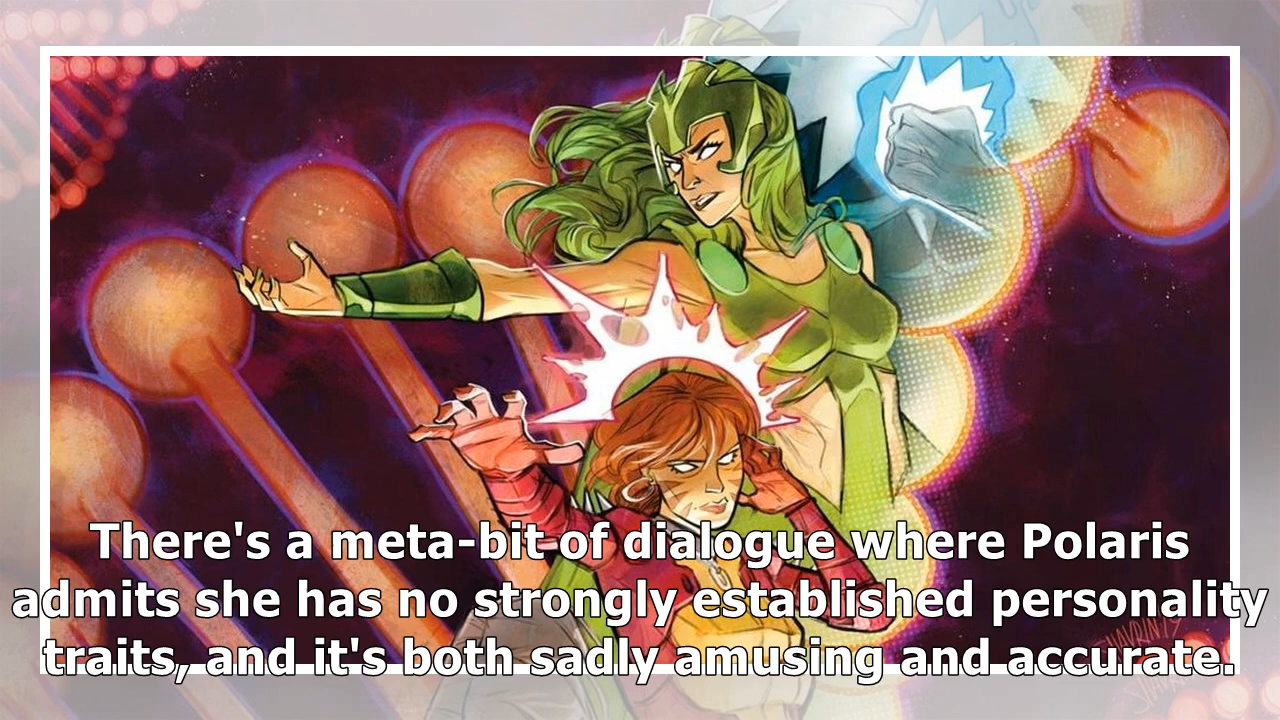 There's a meta-bit of dialogue where Polaris
admits she has no strongly established personality
traits, and it's both sadly amusing and accurate.